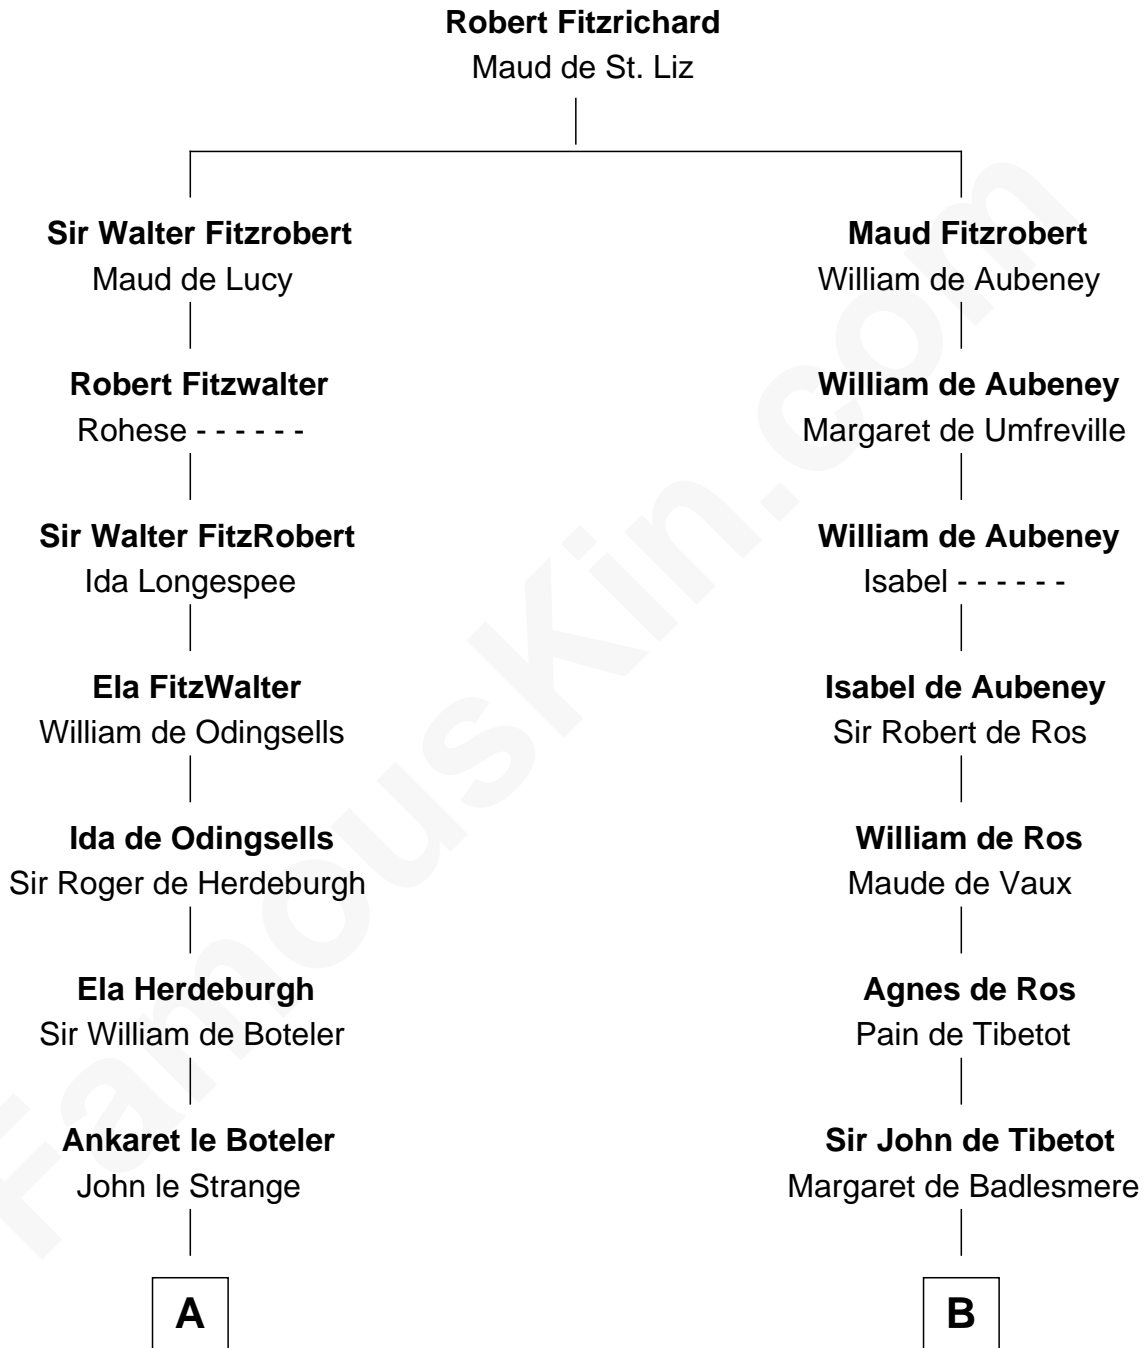 Robert Fitzrichard
Maud de St. Liz
Sir Walter Fitzrobert
Maud de Lucy
Robert Fitzwalter
Rohese - - - - - -
Sir Walter FitzRobert
Ida Longespee
Ela FitzWalter
William de Odingsells
Ida de Odingsells
Sir Roger de Herdeburgh
Ela Herdeburgh
Sir William de Boteler
Ankaret le Boteler
John le Strange
A
Maud Fitzrobert
William de Aubeney
William de Aubeney
Margaret de Umfreville
William de Aubeney
Isabel - - - - - -
Isabel de Aubeney
Sir Robert de Ros
William de Ros
Maude de Vaux
Agnes de Ros
Pain de Tibetot
Sir John de Tibetot
Margaret de Badlesmere
B
FamousKin.com